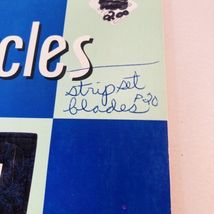 cles
strip set
blades P-20